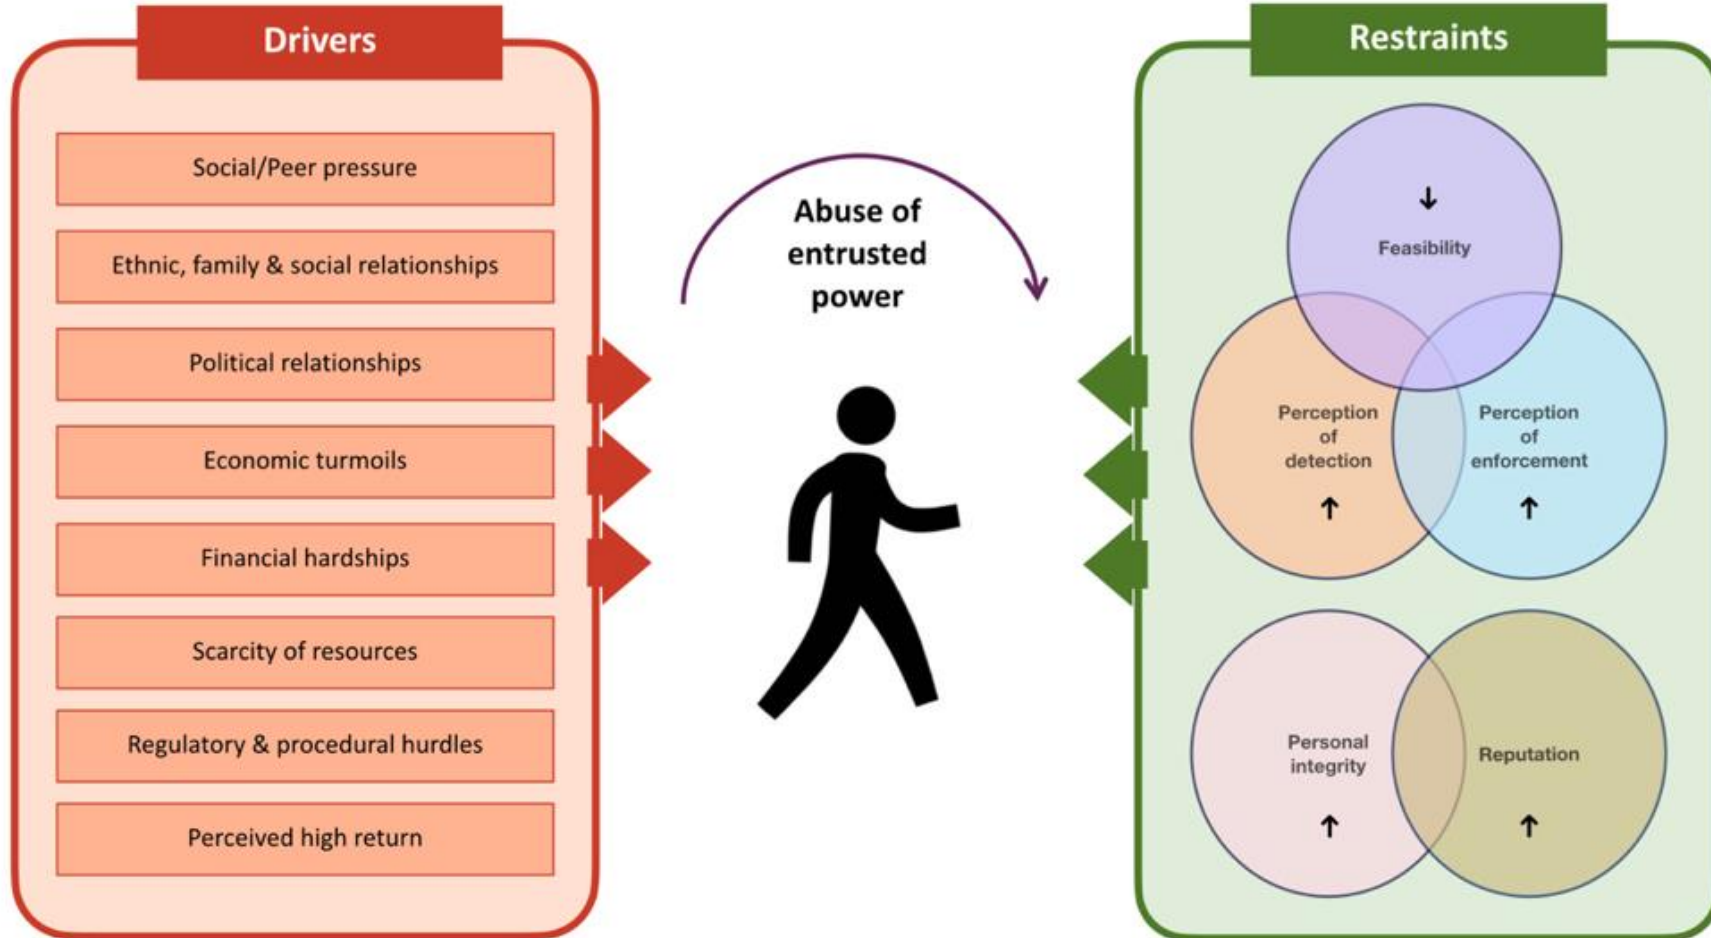 Drivers
Social/Peer pressure
Ethnic, family & social relationships
Political relationships
Economic turmoils
Financial hardships
Scarcity of resources
Regulatory & procedural hurdles
Perceived high return
Abuse of
entrusted
power
Restraints
↓
Feasibility
Perception
of
detection
↑
Perception
of
enforcement
↑
Personal
integrity
↑
Reputation
↑